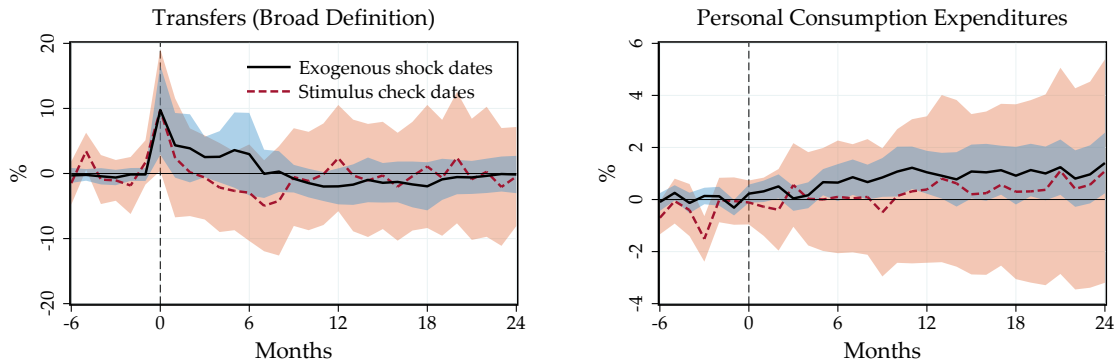 Transfers (Broad Definition)
20
10
0
-10
-20
%
Exogenous shock dates
Stimulus check dates
-6 0 6 12 18 24
Months
Personal Consumption Expenditures
6
4
2
0
-2
-4
%
-6 0 6 12 18 24
Months